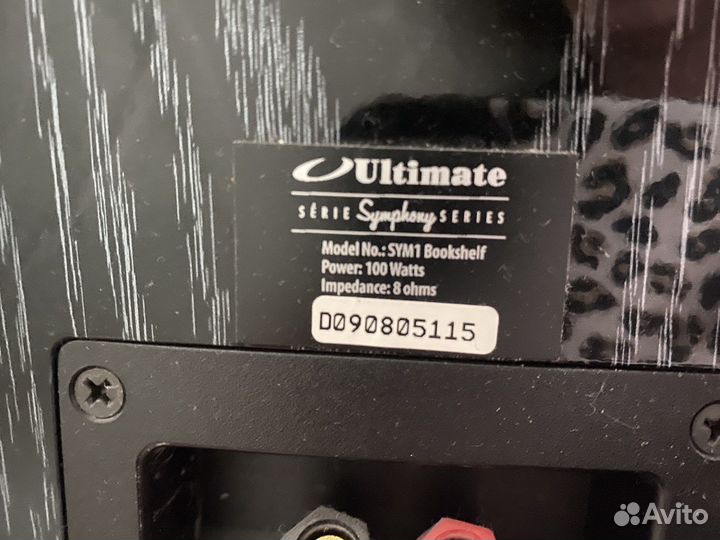 Ultimate
SÉRIE Symphony SERIES
Model No.: SYM1 Bookshelf
Power: 100 Watts
Impedance: 8 ohms
D090805115
Avito